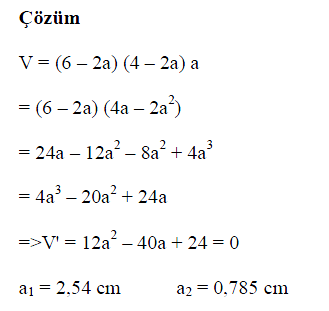 Çözüm
V = (6 – 2a) (4 – 2a) a
= (6 – 2a) (4a – 2a²)
= 24a – 12a² – 8a² + 4a³
= 4a³ – 20a² + 24a
=>V' = 12a² – 40a + 24 = 0
a₁ = 2,54 cm a₂ = 0,785 cm